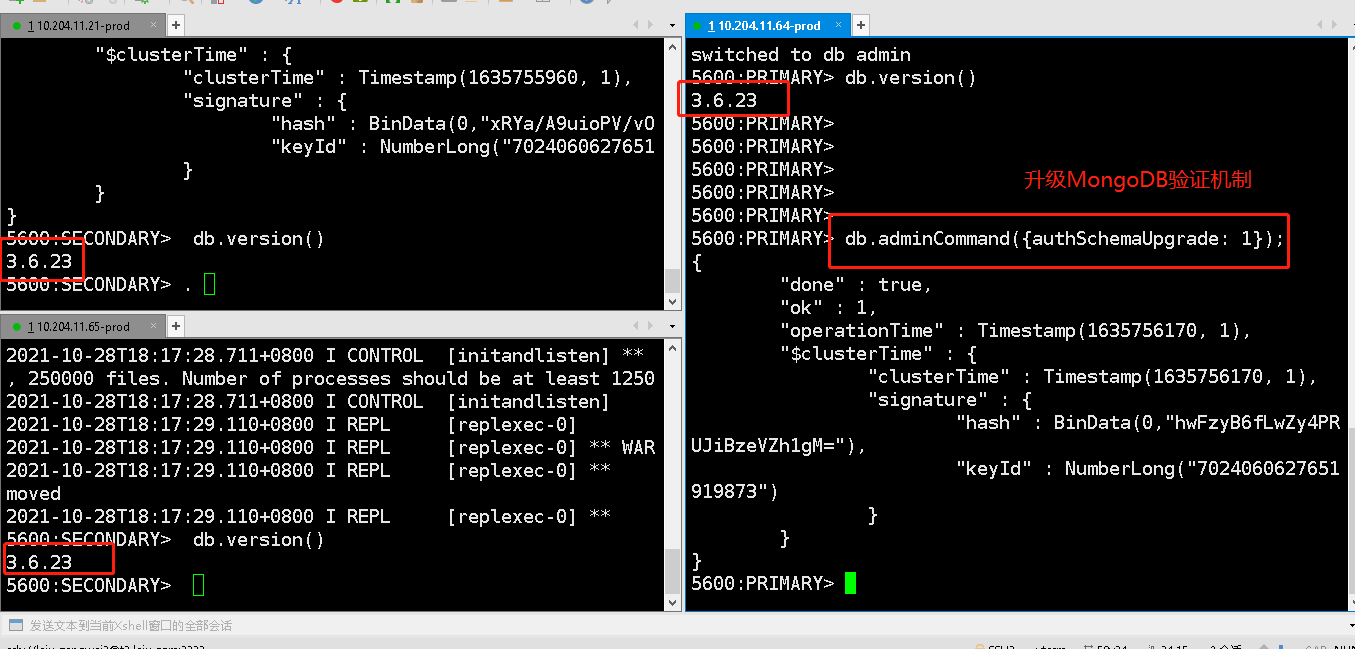 1 10.204.11.21-prod
"$clusterTime" : {
"clusterTime" : Timestamp(1635755960, 1),
"signature" : {
"hash" : BinData(0,"xRYa/A9uioPV/vO
"keyId" : NumberLong("7024060627651
}
}
}
5600:SECONDARY> db.version()
3.6.23
5600:SECONDARY> .
1 10.204.11.65-prod
2021-10-28T18:17:28.711+0800 I CONTROL [initandlisten] **
, 250000 files. Number of processes should be at least 1250
2021-10-28T18:17:28.711+0800 I CONTROL [initandlisten]
2021-10-28T18:17:29.110+0800 I REPL [replexec-0]
2021-10-28T18:17:29.110+0800 I REPL [replexec-0] ** WAR
2021-10-28T18:17:29.110+0800 I REPL [replexec-0] **
moved
2021-10-28T18:17:29.110+0800 I REPL [replexec-0] **
5600:SECONDARY> db.version()
3.6.23
5600:SECONDARY>
1 10.204.11.64-prod
switched to db admin
5600:PRIMARY> db.version()
3.6.23
5600:PRIMARY>
5600:PRIMARY>
5600:PRIMARY>
5600:PRIMARY>
5600:PRIMARY>
升级MongoDB验证机制
5600:PRIMARY> db.adminCommand({authSchemaUpgrade: 1});
{
"done" : true,
"ok" : 1,
"operationTime" : Timestamp(1635756170, 1),
"$clusterTime" : {
"clusterTime" : Timestamp(1635756170, 1),
"signature" : {
"hash" : BinData(0,"hwFzyB6fLwZy4PR
UJiBzeVZh1gM="),
"keyId" : NumberLong("7024060627651
919873")
}
}
}
5600:PRIMARY>
发送文本到当前Xshell窗口的全部会话